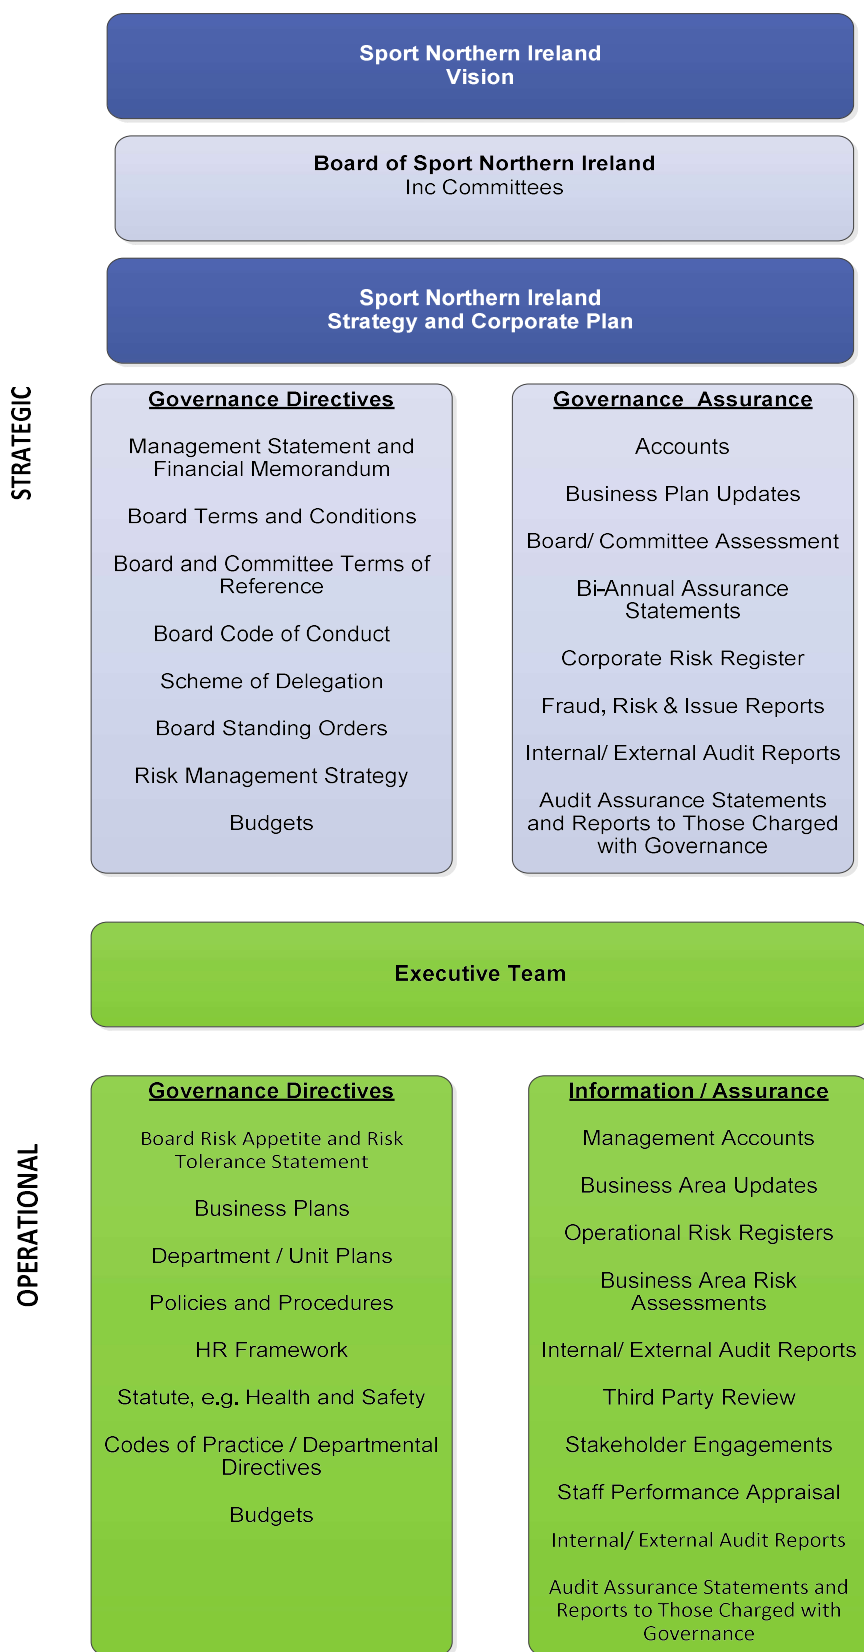 Sport Northern Ireland
Vision
Board of Sport Northern Ireland
Inc Committees
Sport Northern Ireland
Strategy and Corporate Plan
STRATEGIC
Governance Directives
Management Statement and
Financial Memorandum
Board Terms and Conditions
Board and Committee Terms of
Reference
Board Code of Conduct
Scheme of Delegation
Board Standing Orders
Risk Management Strategy
Budgets
Governance Assurance
Accounts
Business Plan Updates
Board/ Committee Assessment
Bi-Annual Assurance
Statements
Corporate Risk Register
Fraud, Risk & Issue Reports
Internal/ External Audit Reports
Audit Assurance Statements
and Reports to Those Charged
with Governance
Executive Team
OPERATIONAL
Governance Directives
Board Risk Appetite and Risk
Tolerance Statement
Business Plans
Department / Unit Plans
Policies and Procedures
HR Framework
Statute, e.g. Health and Safety
Codes of Practice / Departmental
Directives
Budgets
Information / Assurance
Management Accounts
Business Area Updates
Operational Risk Registers
Business Area Risk
Assessments
Internal/ External Audit Reports
Third Party Review
Stakeholder Engagements
Staff Performance Appraisal
Internal/ External Audit Reports
Audit Assurance Statements and
Reports to Those Charged with
Governance